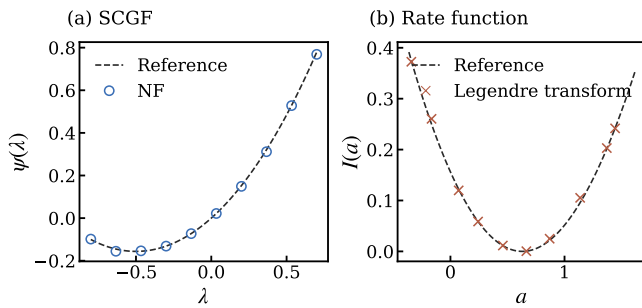 (a) SCGF
(b) Rate function
0.8
0.6
0.4
0.2
0.0
−0.2
ψ(λ)
Reference
NF
−0.5
0.0
0.5
λ
0.4
0.3
0.2
0.1
0.0
I(a)
Reference
Legendre transform
0
1
a